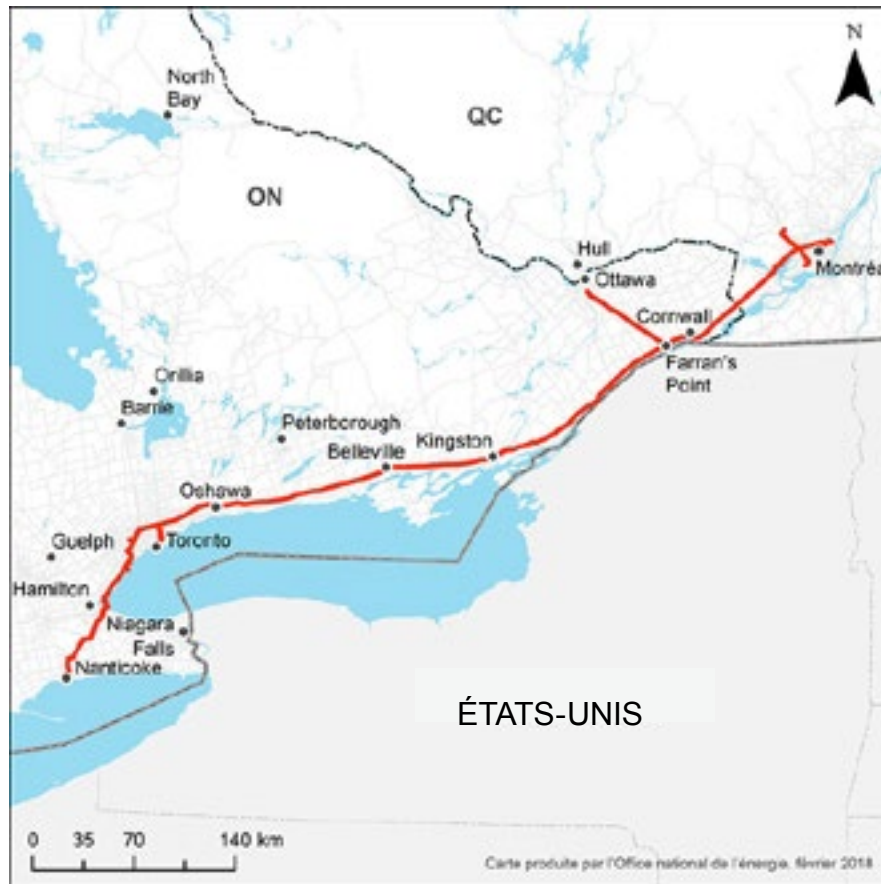 N
North
Bay
QC
ON
Hull
Ottawa
Montréa
Cornwall
Farran's
Point
Orillia
Barrie
Peterborough
Kingston
Belleville
Oshawa
Guelph
Toronto
Hamilton
Niagara
Falls
Nanticoke
ÉTATS-UNIS
0 35 70 140 km
Carte produite par l'Office national de l'énergie, février 2018